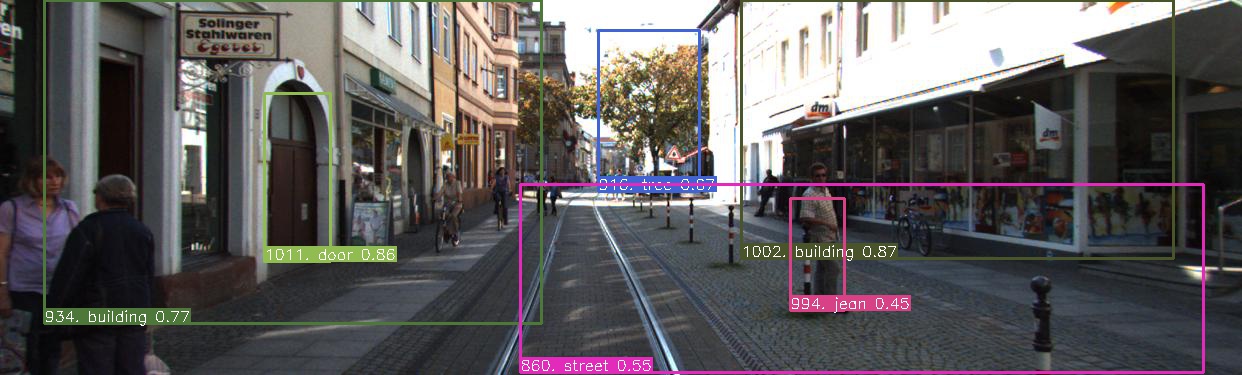 Solinger
Stahlwaren
Egeber
dm
dm
916. tree 0.87
1011. door 0.86
1002. building 0.87
994. jean 0.45
934. building 0.77
860. street 0.55